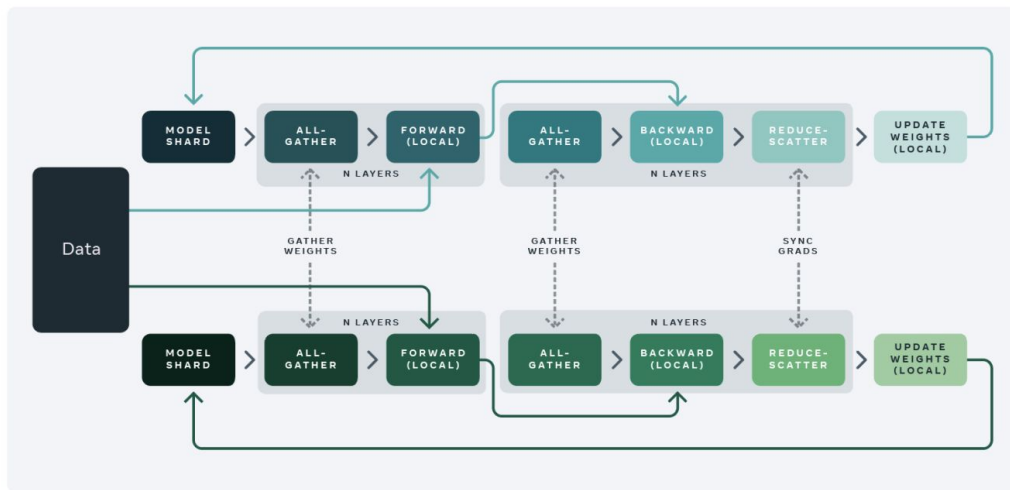 MODEL
SHARD
ALL-
GATHER
FORWARD
(LOCAL)
N LAYERS
ALL-
GATHER
BACKWARD
(LOCAL)
REDUCE-
SCATTER
N LAYERS
UPDATE
WEIGHTS
(LOCAL)
Data
GATHER
WEIGHTS
GATHER
WEIGHTS
SYNC
GRADS
N LAYERS
MODEL
SHARD
ALL-
GATHER
FORWARD
(LOCAL)
N LAYERS
ALL-
GATHER
BACKWARD
(LOCAL)
REDUCE-
SCATTER
UPDATE
WEIGHTS
(LOCAL)